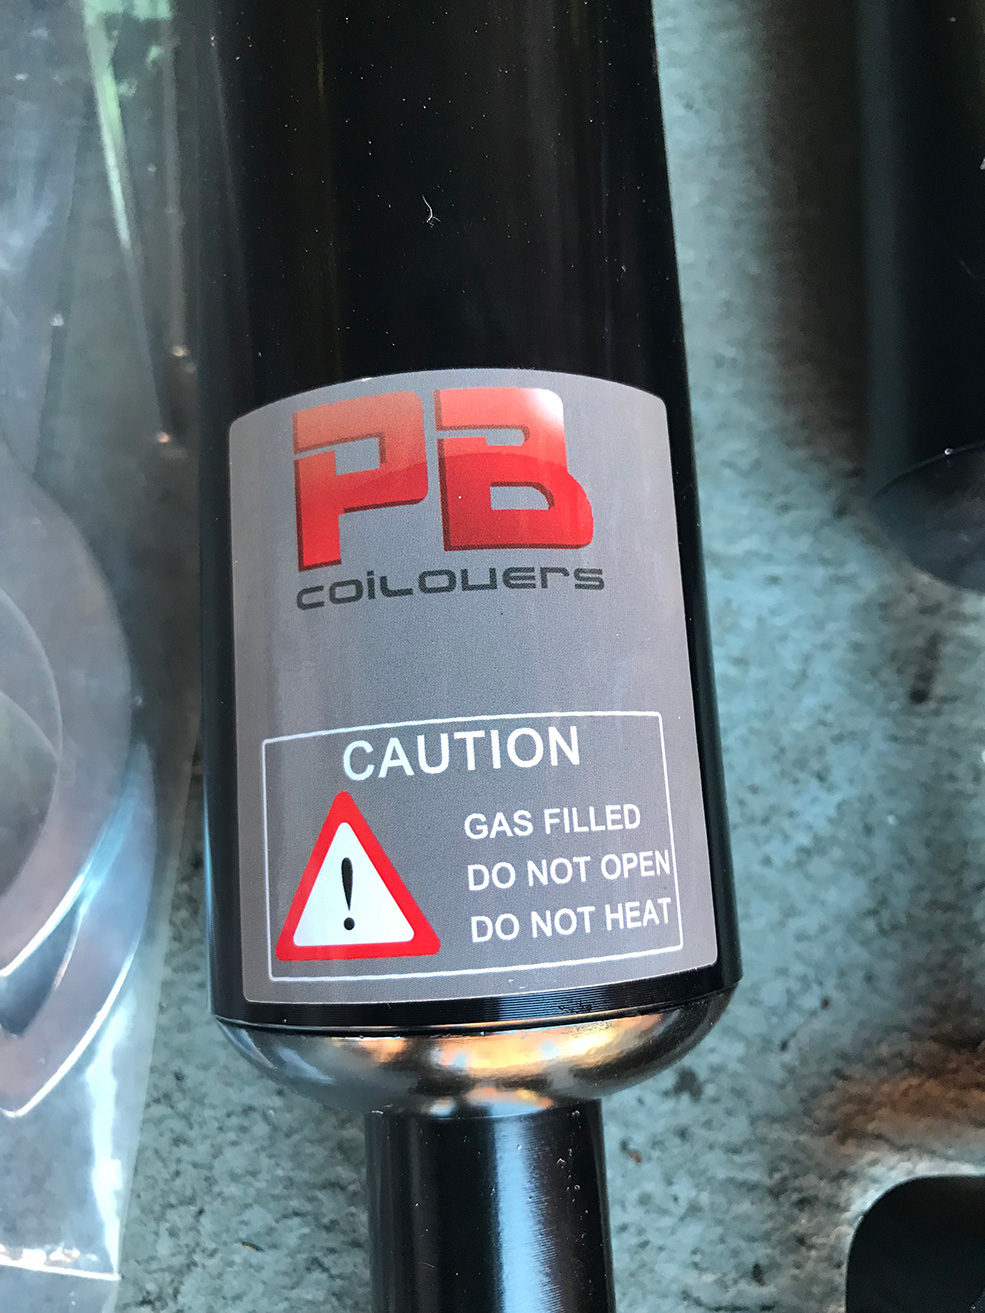 PB
coilovers
CAUTION
!
GAS FILLED
DO NOT OPEN
DO NOT HEAT